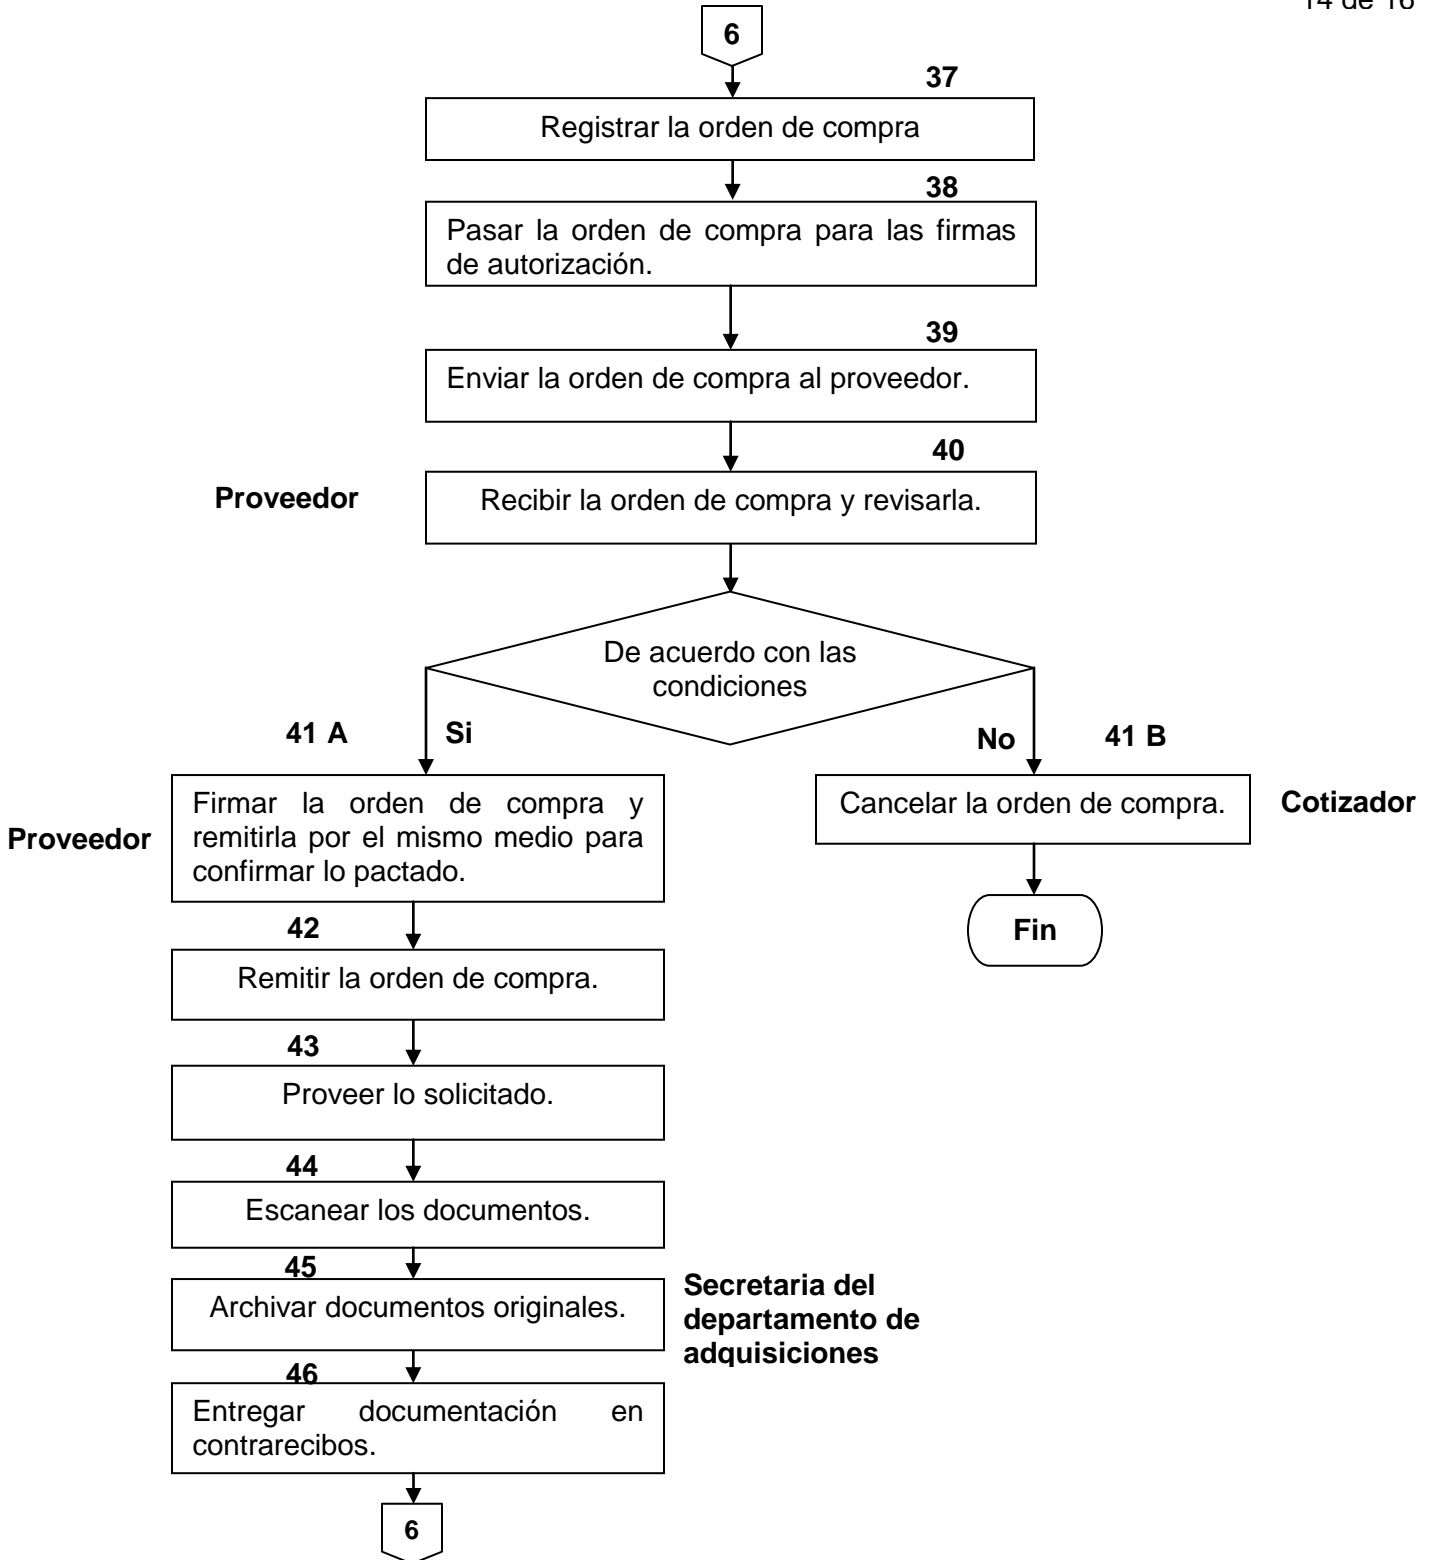 14 de 16
6
37
Registrar la orden de compra
38
Pasar la orden de compra para las firmas
de autorización.
39
Enviar la orden de compra al proveedor.
40
Proveedor
Recibir la orden de compra y revisarla.
De acuerdo con las
condiciones
41 A
Si
No
41 B
Proveedor
Firmar la orden de compra y
remitirla por el mismo medio para
confirmar lo pactado.
Cancelar la orden de compra.
Cotizador
Fin
42
Remitir la orden de compra.
43
Proveer lo solicitado.
44
Escanear los documentos.
45
Archivar documentos originales.
Secretaria del
departamento de
adquisiciones
46
Entregar documentación en
contrarecibos.
6